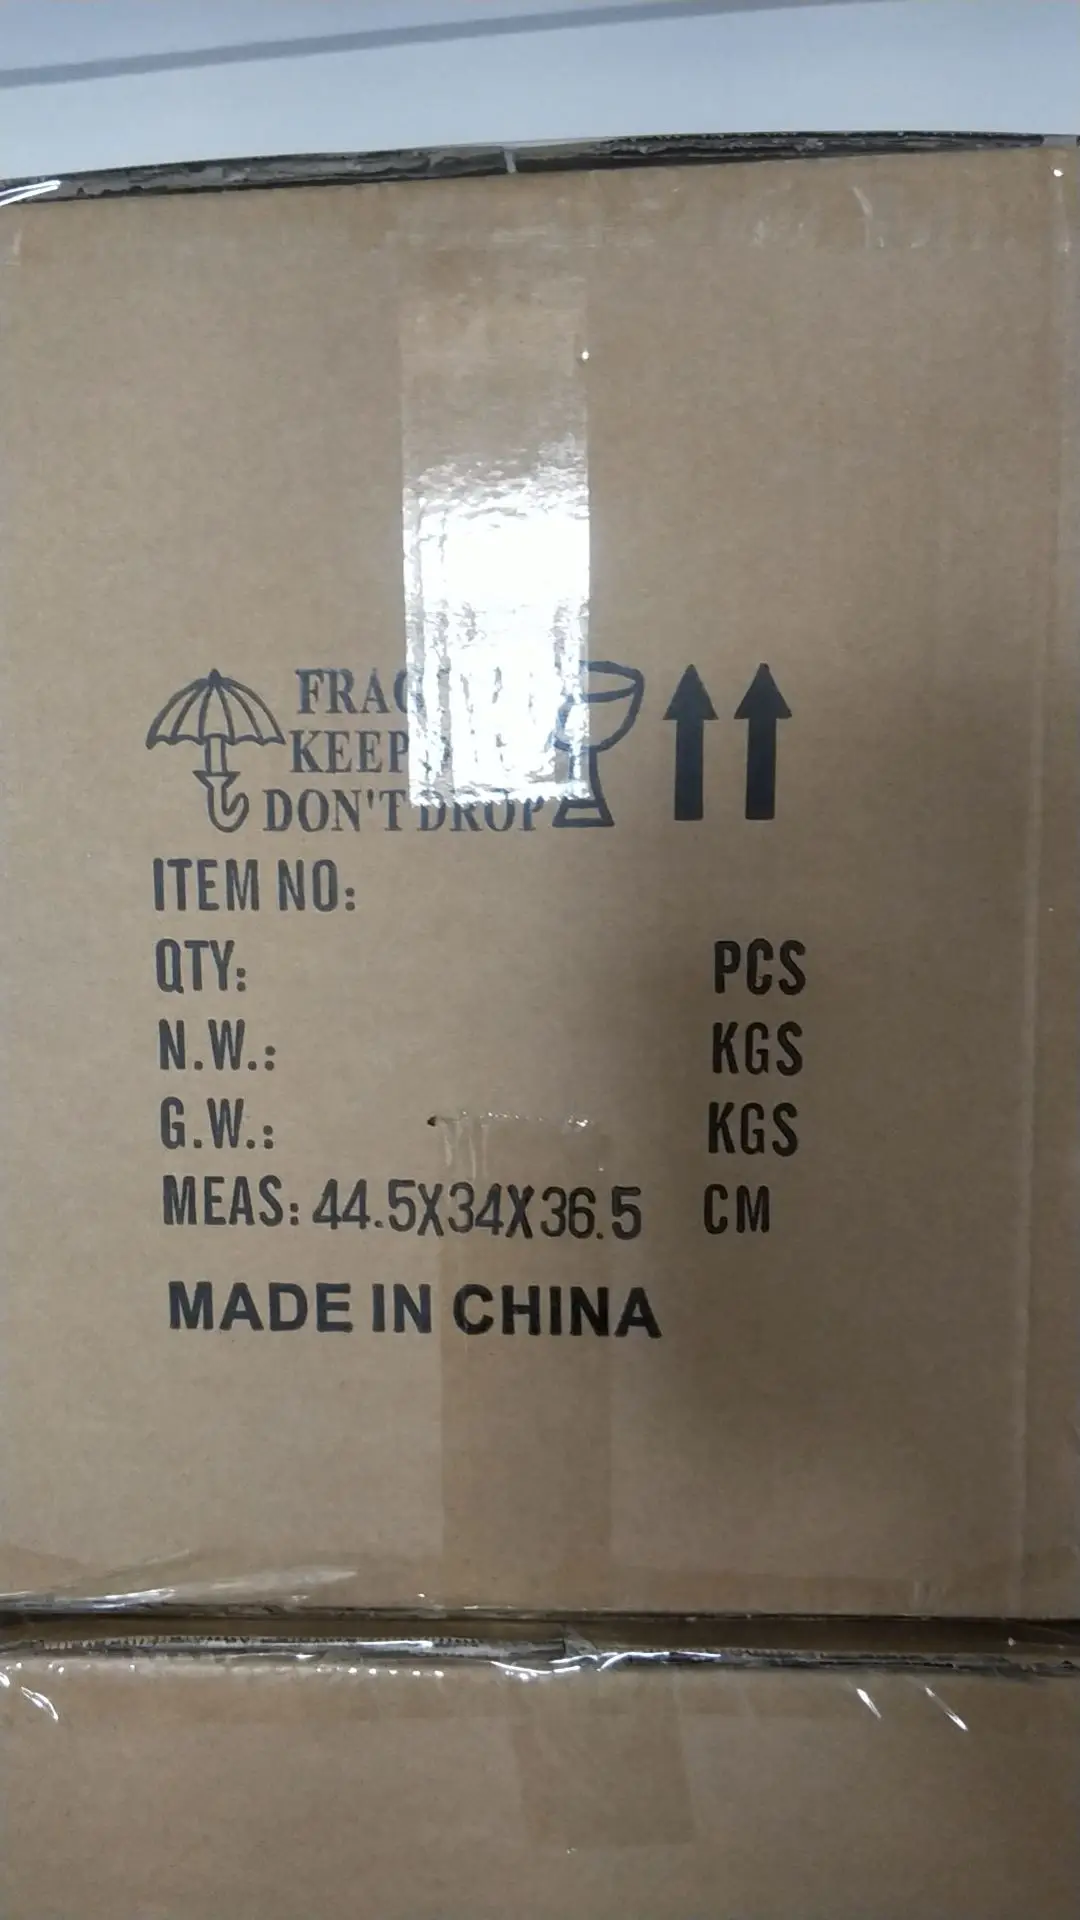 FRAG
KEEP
DON'T DROP
ITEM NO:
QTY: PCS
N.W.: KGS
G.W.: KGS
MEAS: 44.5X34X36.5 CM
MADE IN CHINA